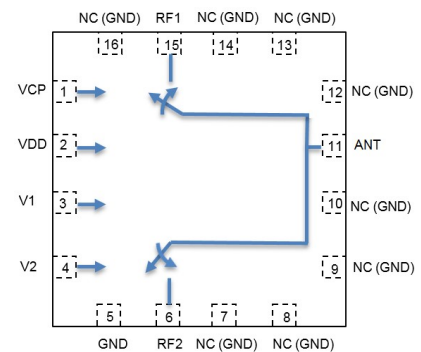 NC (GND) RF1 NC (GND) NC (GND)
16 15 14 13
VCP 1 12 NC (GND)
VDD 2 11 ANT
V1 3 10 NC (GND)
V2 4 9 NC (GND)
5 6 7 8
GND RF2 NC (GND) NC (GND)